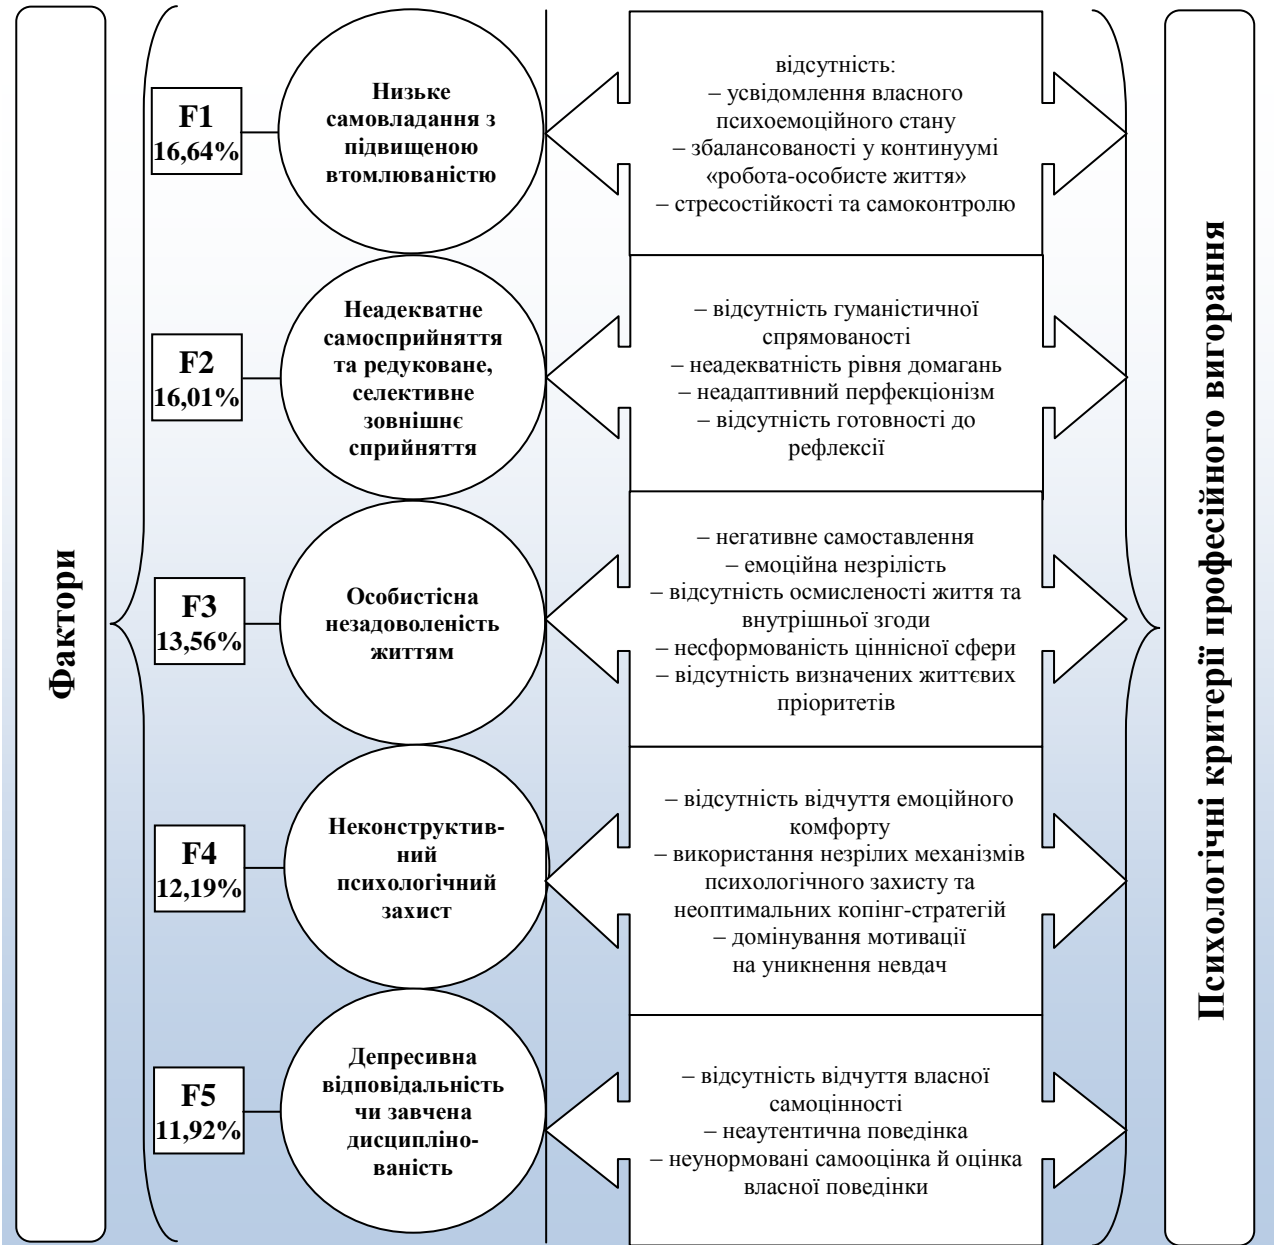 Фактори
F1
16,64%
Низьке
самовладання з
підвищеною
втомлюваністю
відсутність:
– усвідомлення власного
психоемоційного стану
– збалансованості у континуумі
«робота-особисте життя»
– стресостійкості та самоконтролю
F2
16,01%
Неадекватне
самосприйняття
та редуковане,
селективне
зовнішнє
сприйняття
– відсутність гуманістичної
спрямованості
– неадекватність рівня домагань
– неадаптивний перфекціонізм
– відсутність готовності до
рефлексії
F3
13,56%
Особистісна
незадоволеність
життям
– негативне самоставлення
– емоційна незрілість
– відсутність осмисленості життя та
внутрішньої згоди
– несформованість ціннісної сфери
– відсутність визначених життєвих
пріоритетів
F4
12,19%
Неконструктив-
ний
психологічний
захист
– відсутність відчуття емоційного
комфорту
– використання незрілих механізмів
психологічного захисту та
неоптимальних копінг-стратегій
– домінування мотивації
на уникнення невдач
F5
11,92%
Депресивна
відповідальність
чи завчена
дисципліно-
ваність
– відсутність відчуття власної
самоцінності
– неаутентична поведінка
– неунормовані самооцінка й оцінка
власної поведінки
Психологічні критерії професійного вигорання